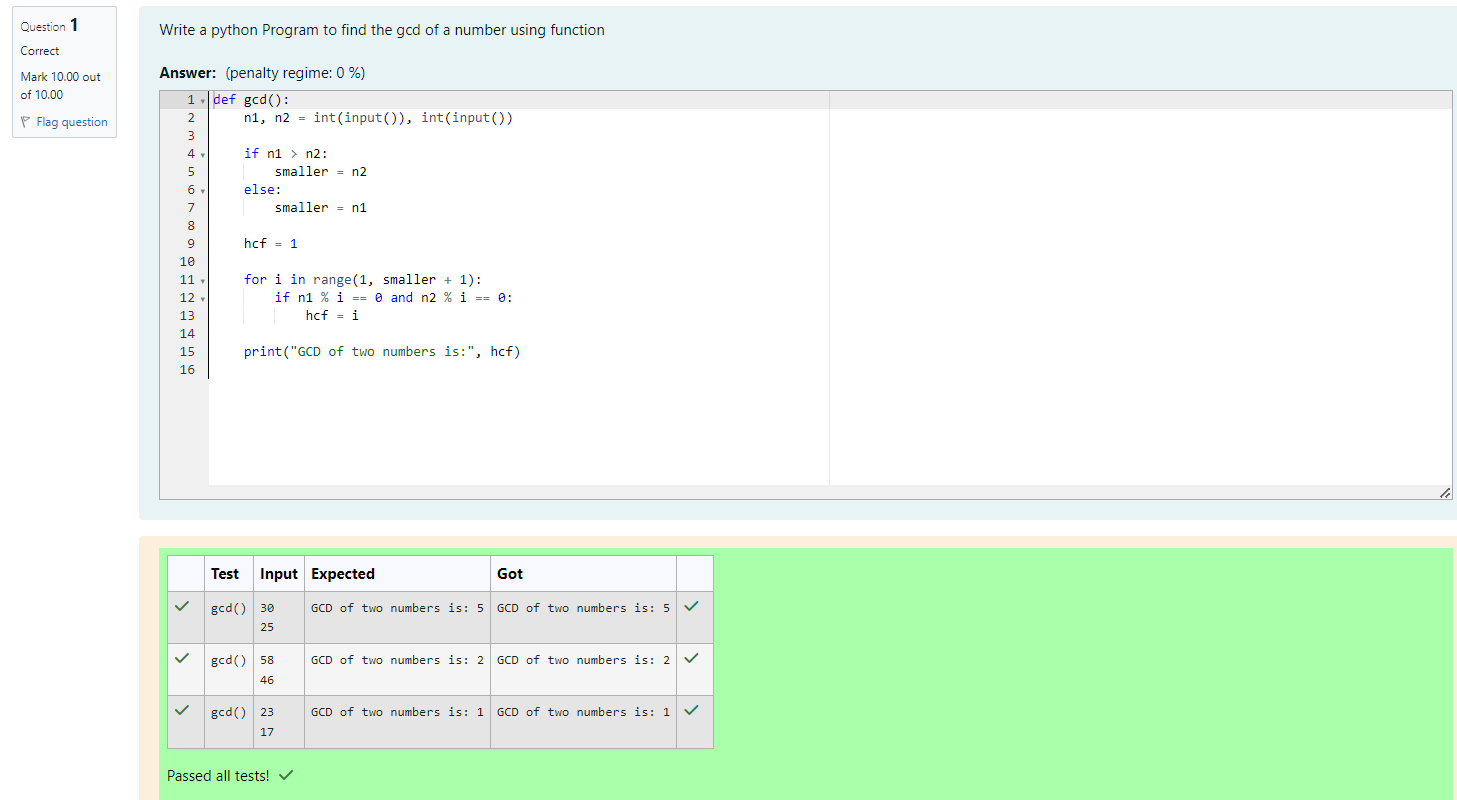 Question 1
Correct
Mark 10.00 out
of 10.00
Flag question
Write a python Program to find the gcd of a number using function
Answer: (penalty regime: 0 %)
1 def gcd():
2     n1, n2 = int(input()), int(input())
3
4     if n1 > n2:
5         smaller = n2
6     else:
7         smaller = n1
8
9     hcf = 1
10
11     for i in range(1, smaller + 1):
12         if n1 % i == 0 and n2 % i == 0:
13             hcf = i
14
15     print("GCD of two numbers is:", hcf)
16
Test Input Expected Got
gcd() 30 GCD of two numbers is: 5 GCD of two numbers is: 5
25
gcd() 58 GCD of two numbers is: 2 GCD of two numbers is: 2
46
gcd() 23 GCD of two numbers is: 1 GCD of two numbers is: 1
17
Passed all tests!